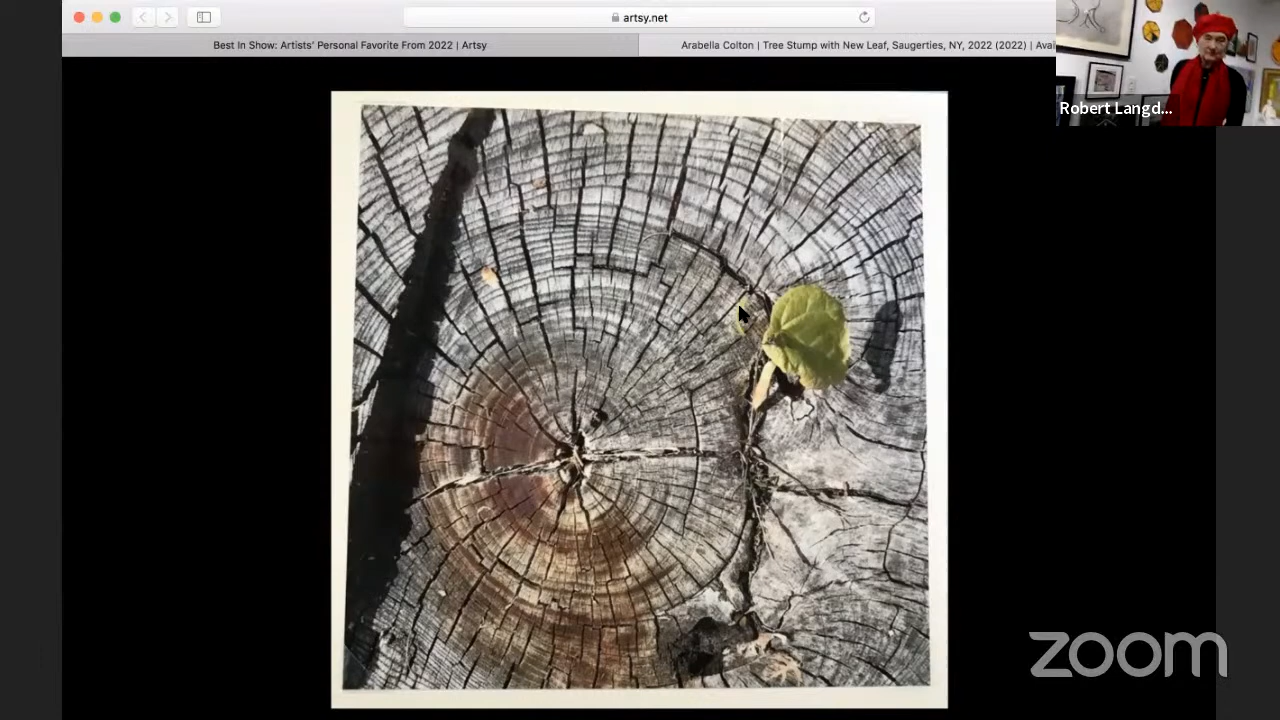 artsy.net
Best In Show: Artists' Personal Favorite From 2022 | Artsy
Arabella Colton | Tree Stump with New Leaf, Saugerties, NY, 2022 (2022) | Avai
Robert Langd...
zoom